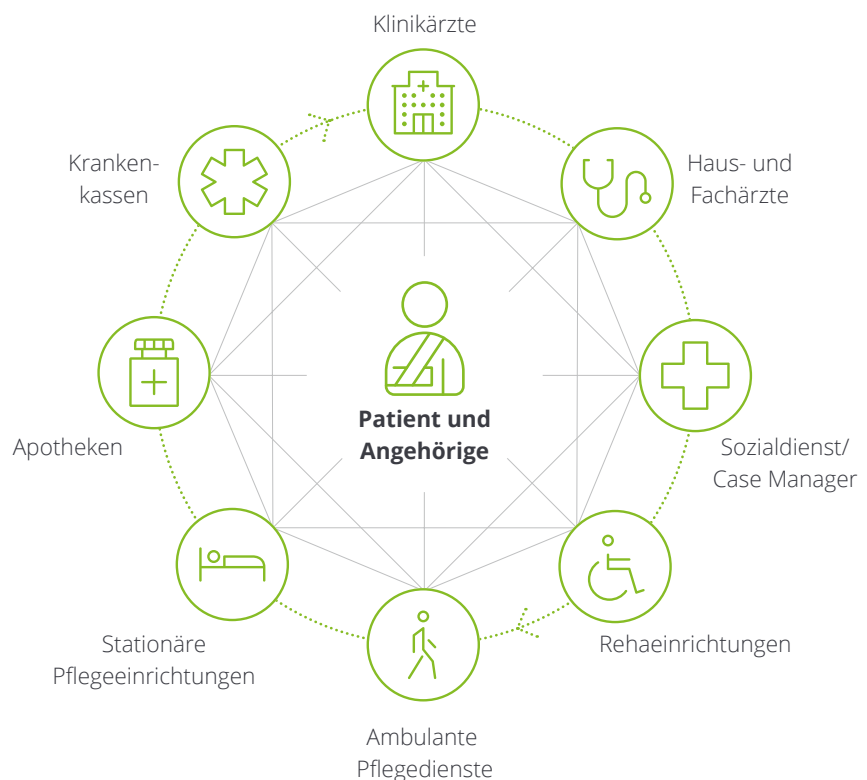 Klinikärzte
Haus- und
Fachärzte
Kranken-
kassen
Patient und
Angehörige
Apotheken
Sozialdienst/
Case Manager
Stationäre
Pflegeeinrichtungen
Rehaeinrichtungen
Ambulante
Pflegedienste